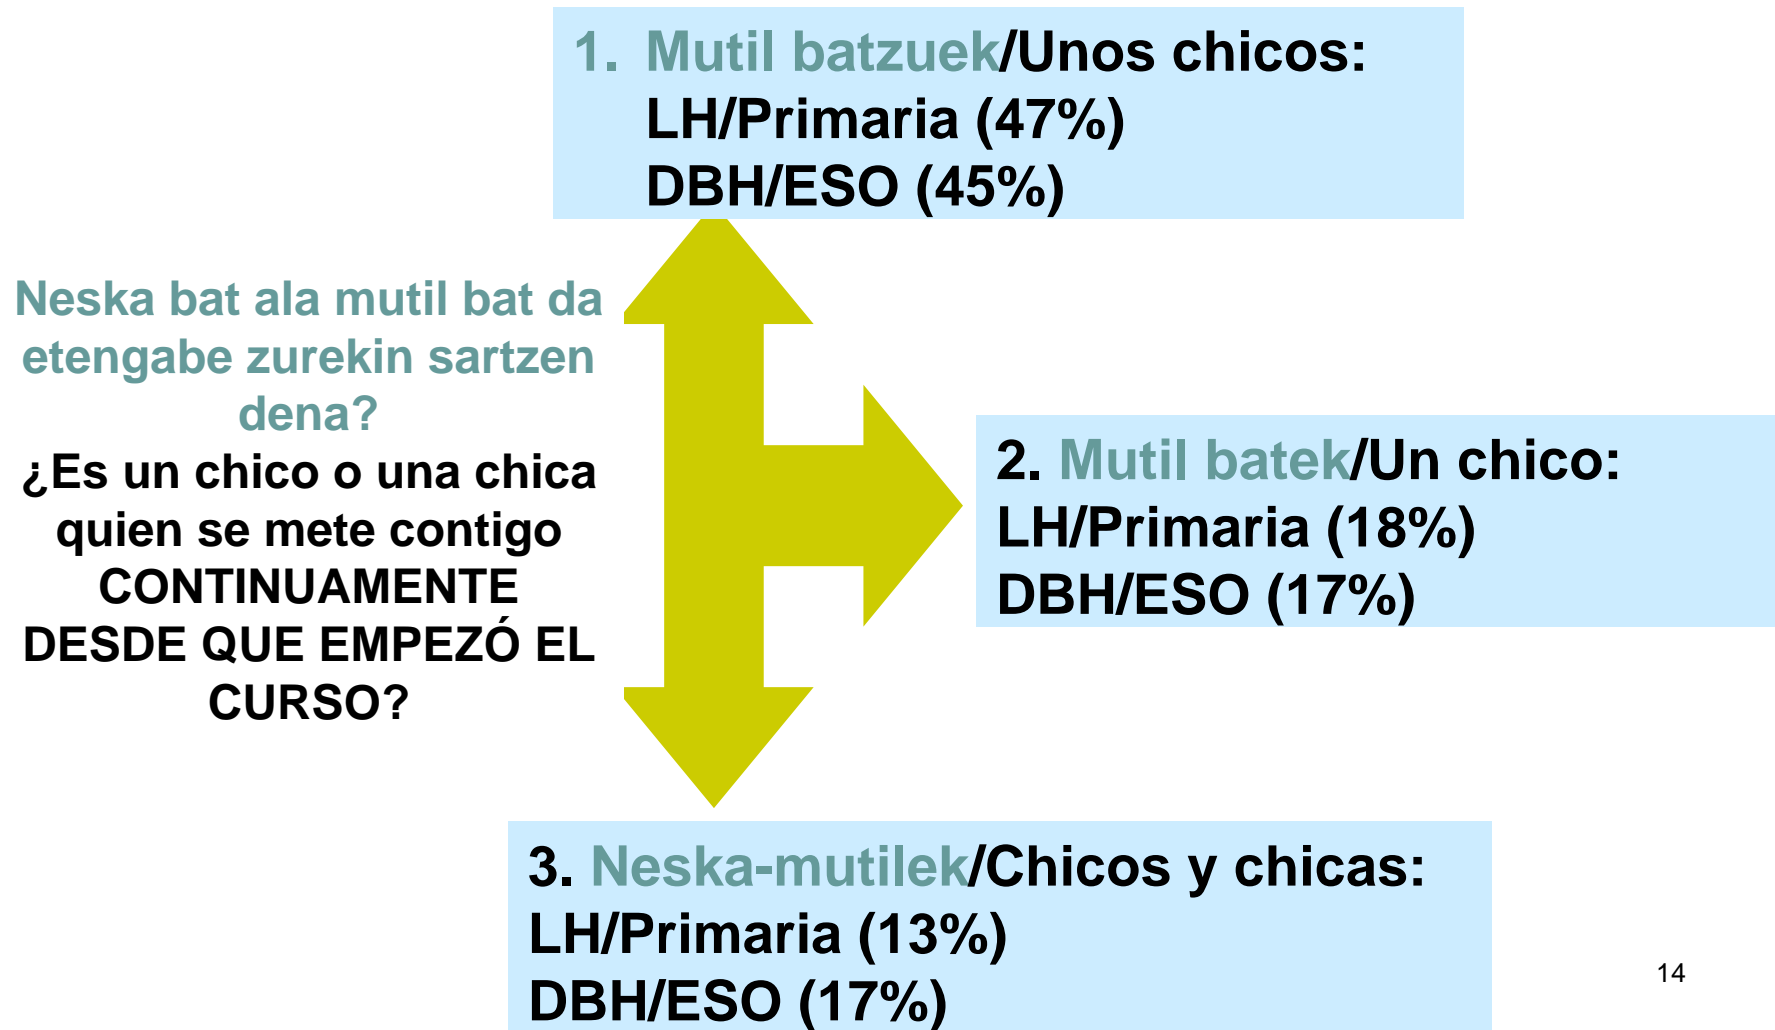 1. Mutil batzuek/Unos chicos:
LH/Primaria (47%)
DBH/ESO (45%)
Neska bat ala mutil bat da
etengabe zurekin sartzen
dena?
¿Es un chico o una chica
quien se mete contigo
CONTINUAMENTE
DESDE QUE EMPEZÓ EL
CURSO?
2. Mutil batek/Un chico:
LH/Primaria (18%)
DBH/ESO (17%)
3. Neska-mutilek/Chicos y chicas:
LH/Primaria (13%)
DBH/ESO (17%)
14